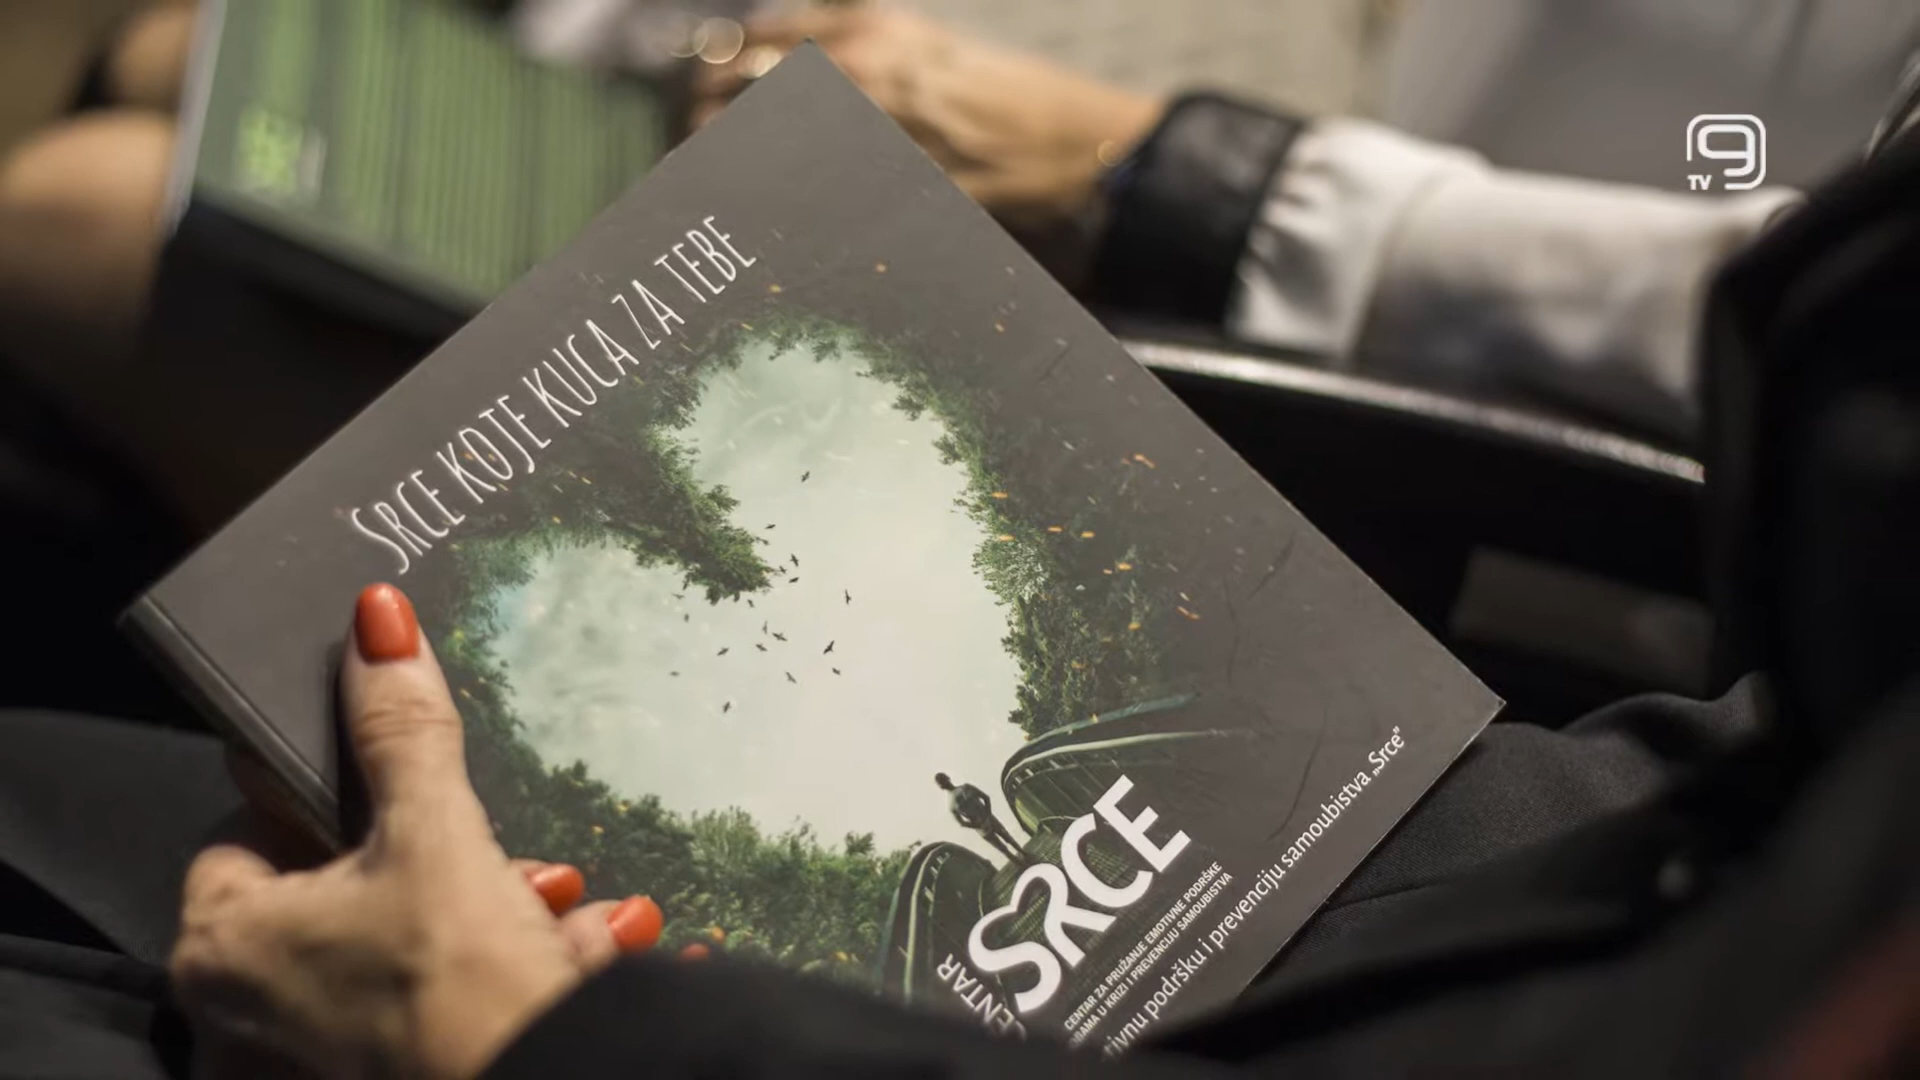 TV 9
SRCE KOJE KUCA ZA TEBE
CENTAR
SRCE
CENTAR ZA PRUŽANJE EMOTIVNE PODRŠKE
U KRIZI I PREVENCIJU SAMOUBISTVA
podršku i prevenciju samoubistva „Srce”